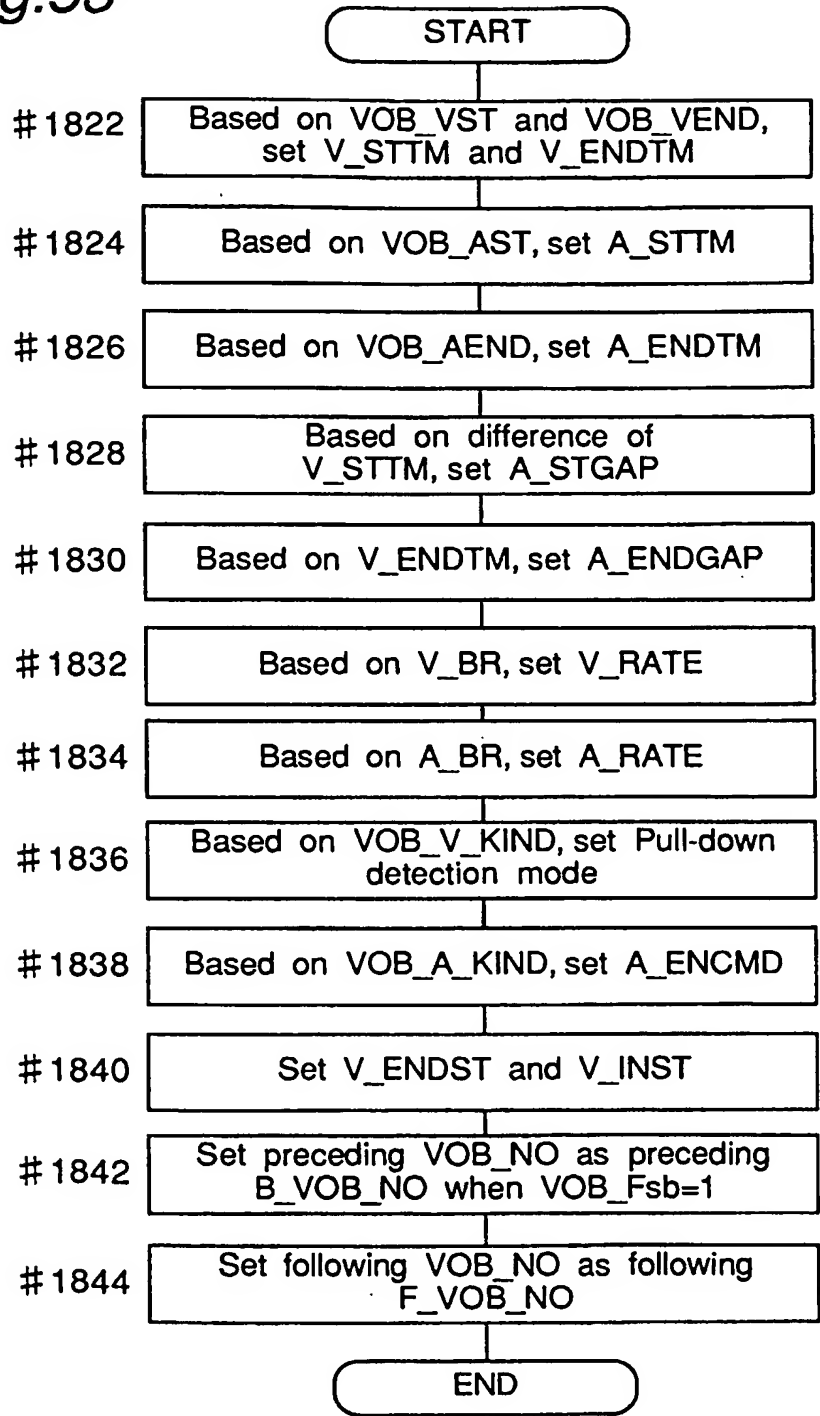 START
#1822
Based on VOB_VST and VOB_VEND,
set V_STTM and V_ENDTM
#1824
Based on VOB_AST, set A_STTM
#1826
Based on VOB_AEND, set A_ENDTM
#1828
Based on difference of
V_STTM, set A_STGAP
#1830
Based on V_ENDTM, set A_ENDGAP
#1832
Based on V_BR, set V_RATE
#1834
Based on A_BR, set A_RATE
#1836
Based on VOB_V_KIND, set Pull-down
detection mode
#1838
Based on VOB_A_KIND, set A_ENCMD
#1840
Set V_ENDST and V_INST
#1842
Set preceding VOB_NO as preceding
B_VOB_NO when VOB_Fsb=1
#1844
Set following VOB_NO as following
F_VOB_NO
END